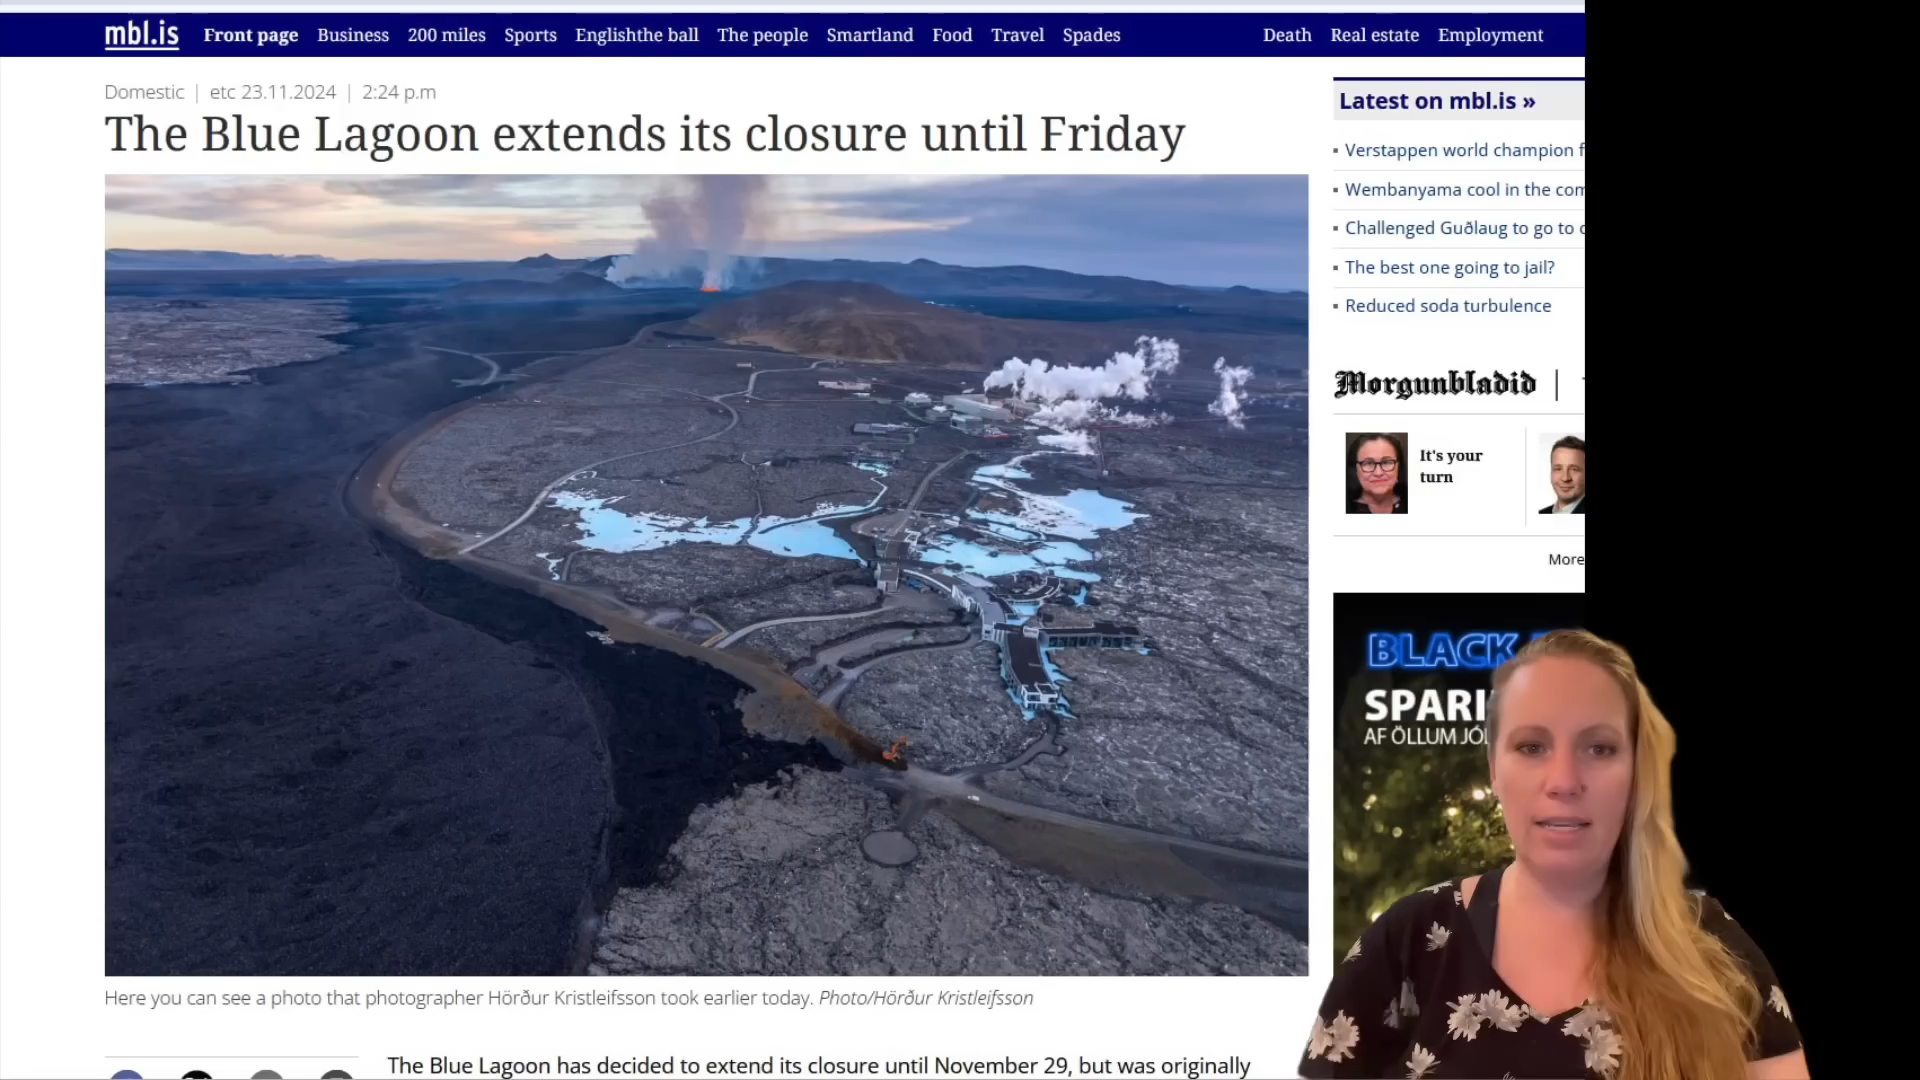 mbl.is Front page Business 200 miles Sports Englishthe ball The people Smartland Food Travel Spades Death Real estate Employment
Domestic | etc 23.11.2024 | 2:24 p.m
The Blue Lagoon extends its closure until Friday
Here you can see a photo that photographer Hörður Kristleifsson took earlier today. Photo/Hörður Kristleifsson
The Blue Lagoon has decided to extend its closure until November 29, but was originally
Latest on mbl.is »
Verstappen world champion
Wembanyama cool in the
Challenged Guðlaug to go to
The best one going to jail?
Reduced soda turbulence
Morgunbladid
It's your
turn
More
BLACK
AF ÖLLUM